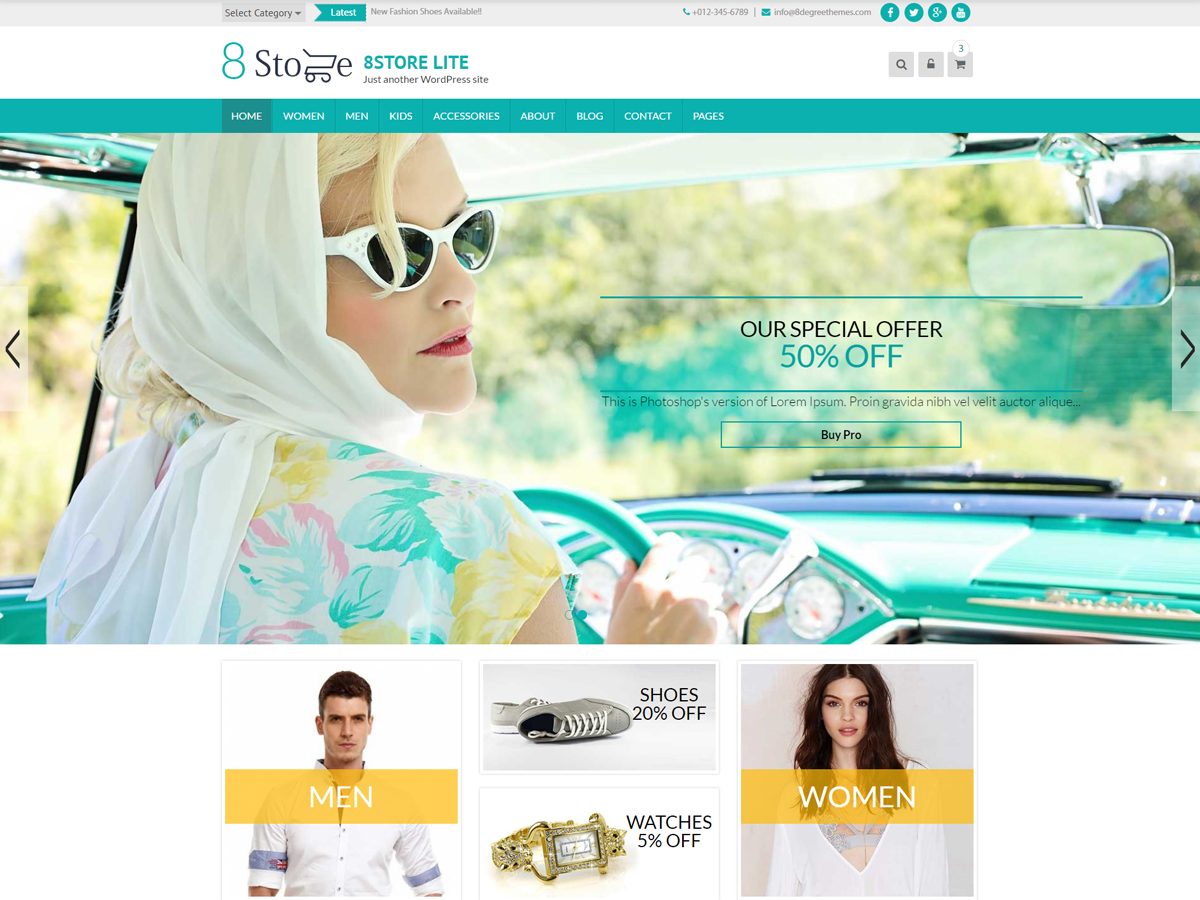 Select Category
Latest
New Fashion Shoes Available!!
+012-345-6789 | info@8degreethemes.com
3
8 Store
8STORE LITE
Just another WordPress site
HOME WOMEN MEN KIDS ACCESSORIES ABOUT BLOG CONTACT PAGES
OUR SPECIAL OFFER
50% OFF
This is Photoshop's version of Lorem Ipsum. Proin gravida nibh vel velit auctor alique...
Buy Pro
MEN
SHOES
20% OFF
WATCHES
5% OFF
WOMEN